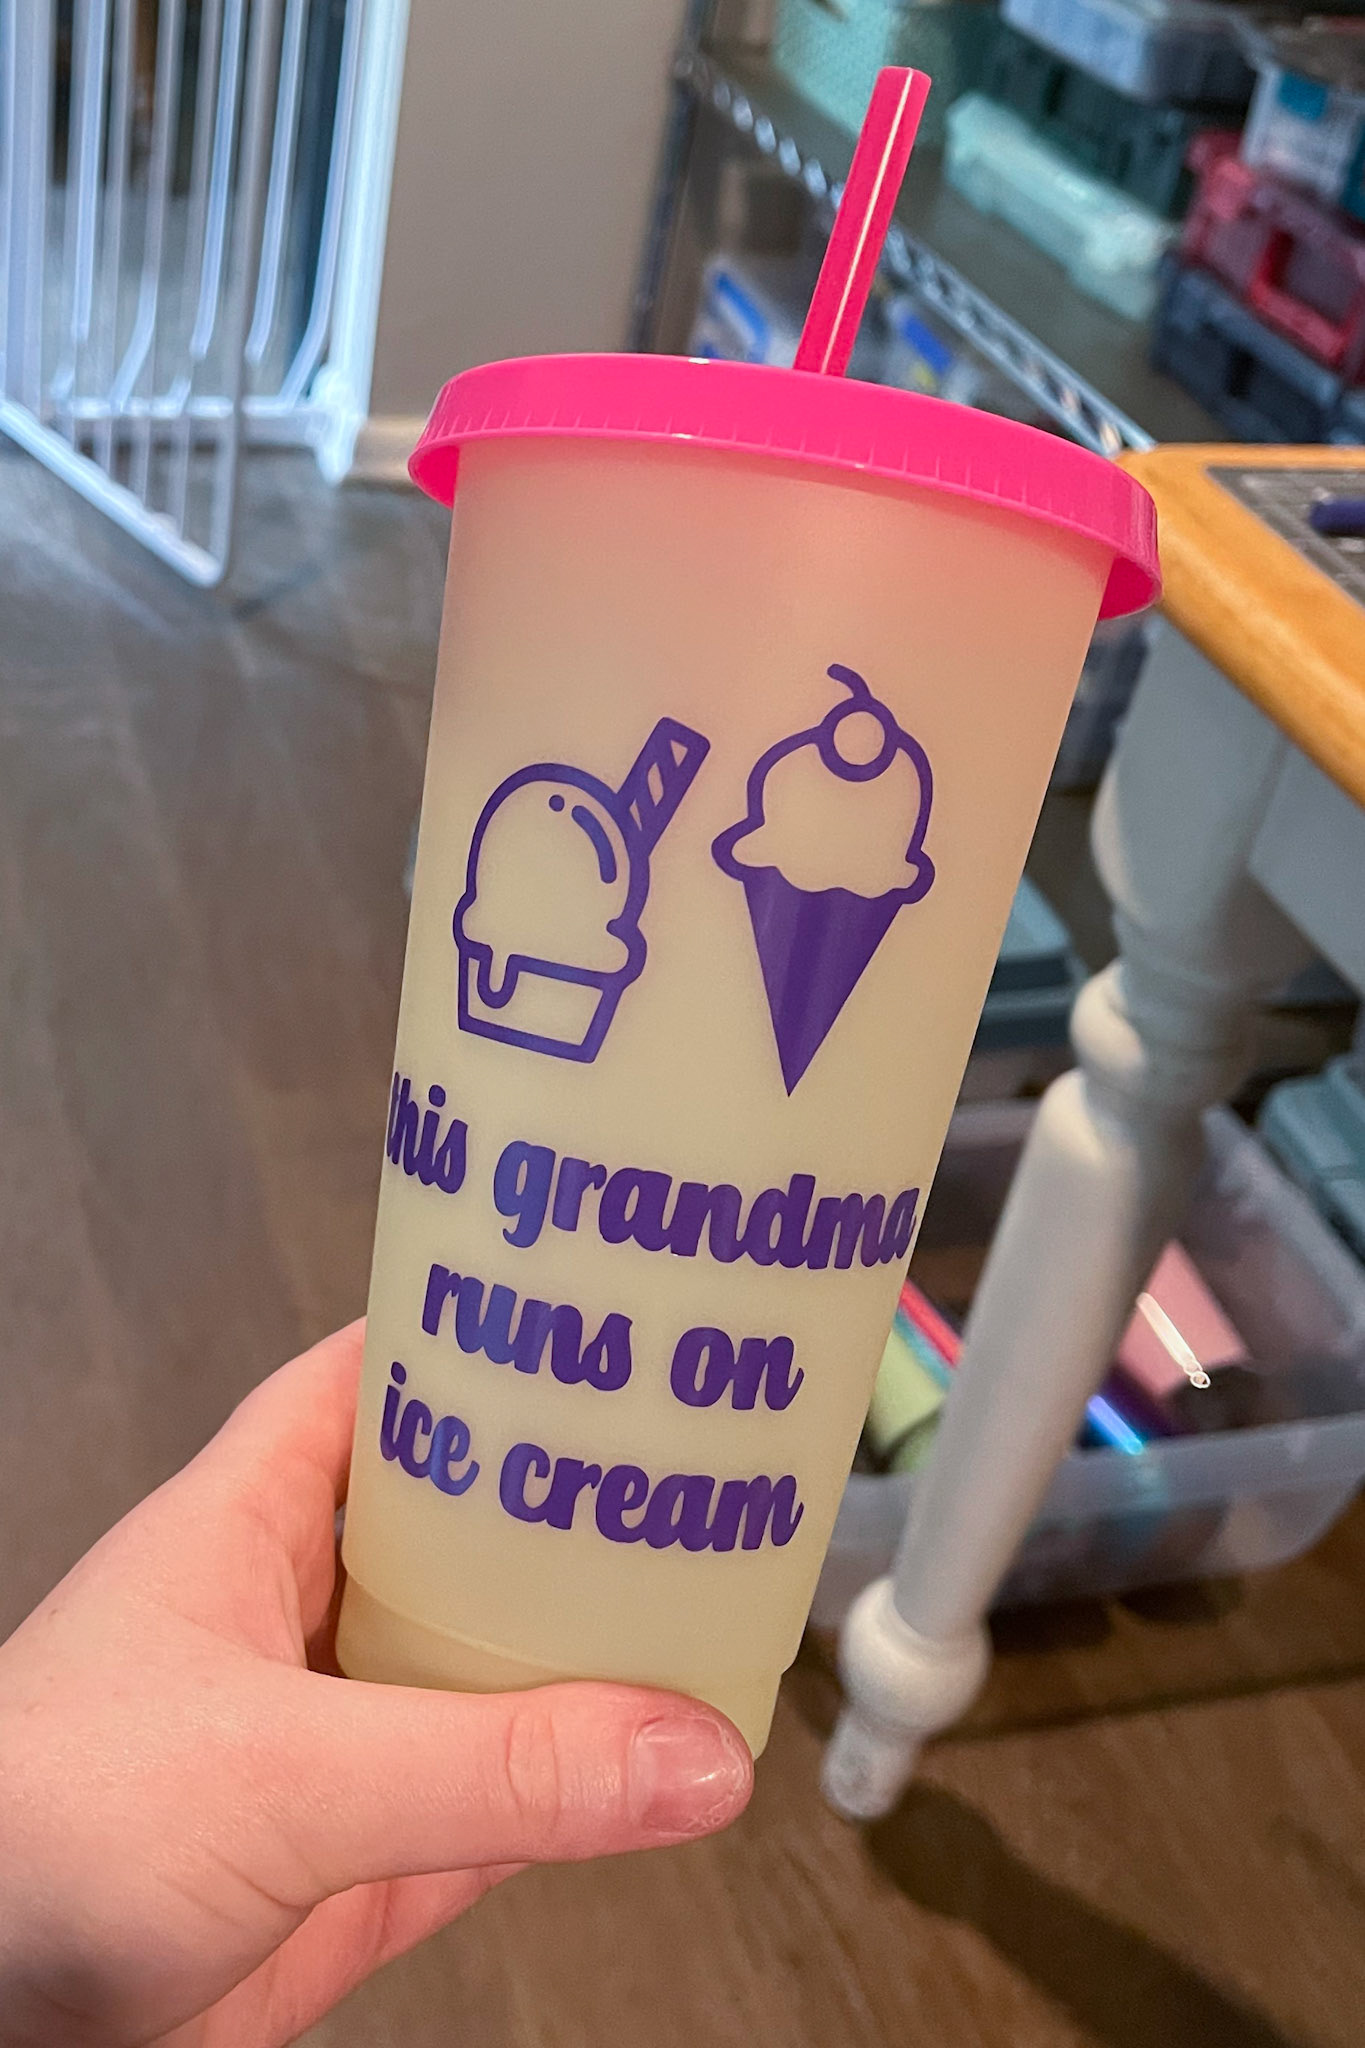 this grandma
runs on
ice cream